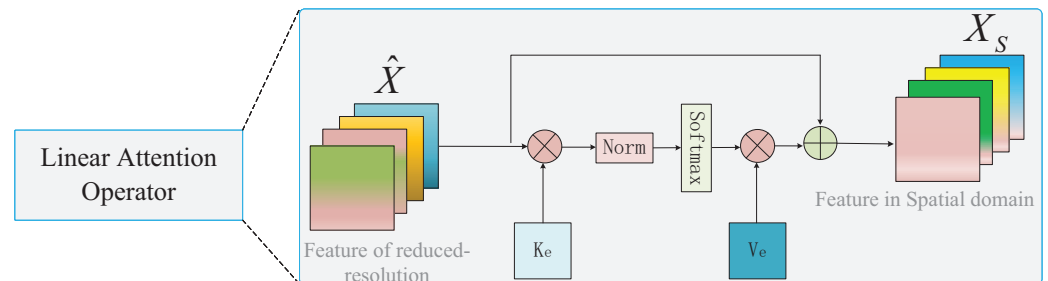 Linear Attention
Operator
X̂
Feature of reduced-
resolution
Norm
Softmax
Ke
Ve
X_S
Feature in Spatial domain